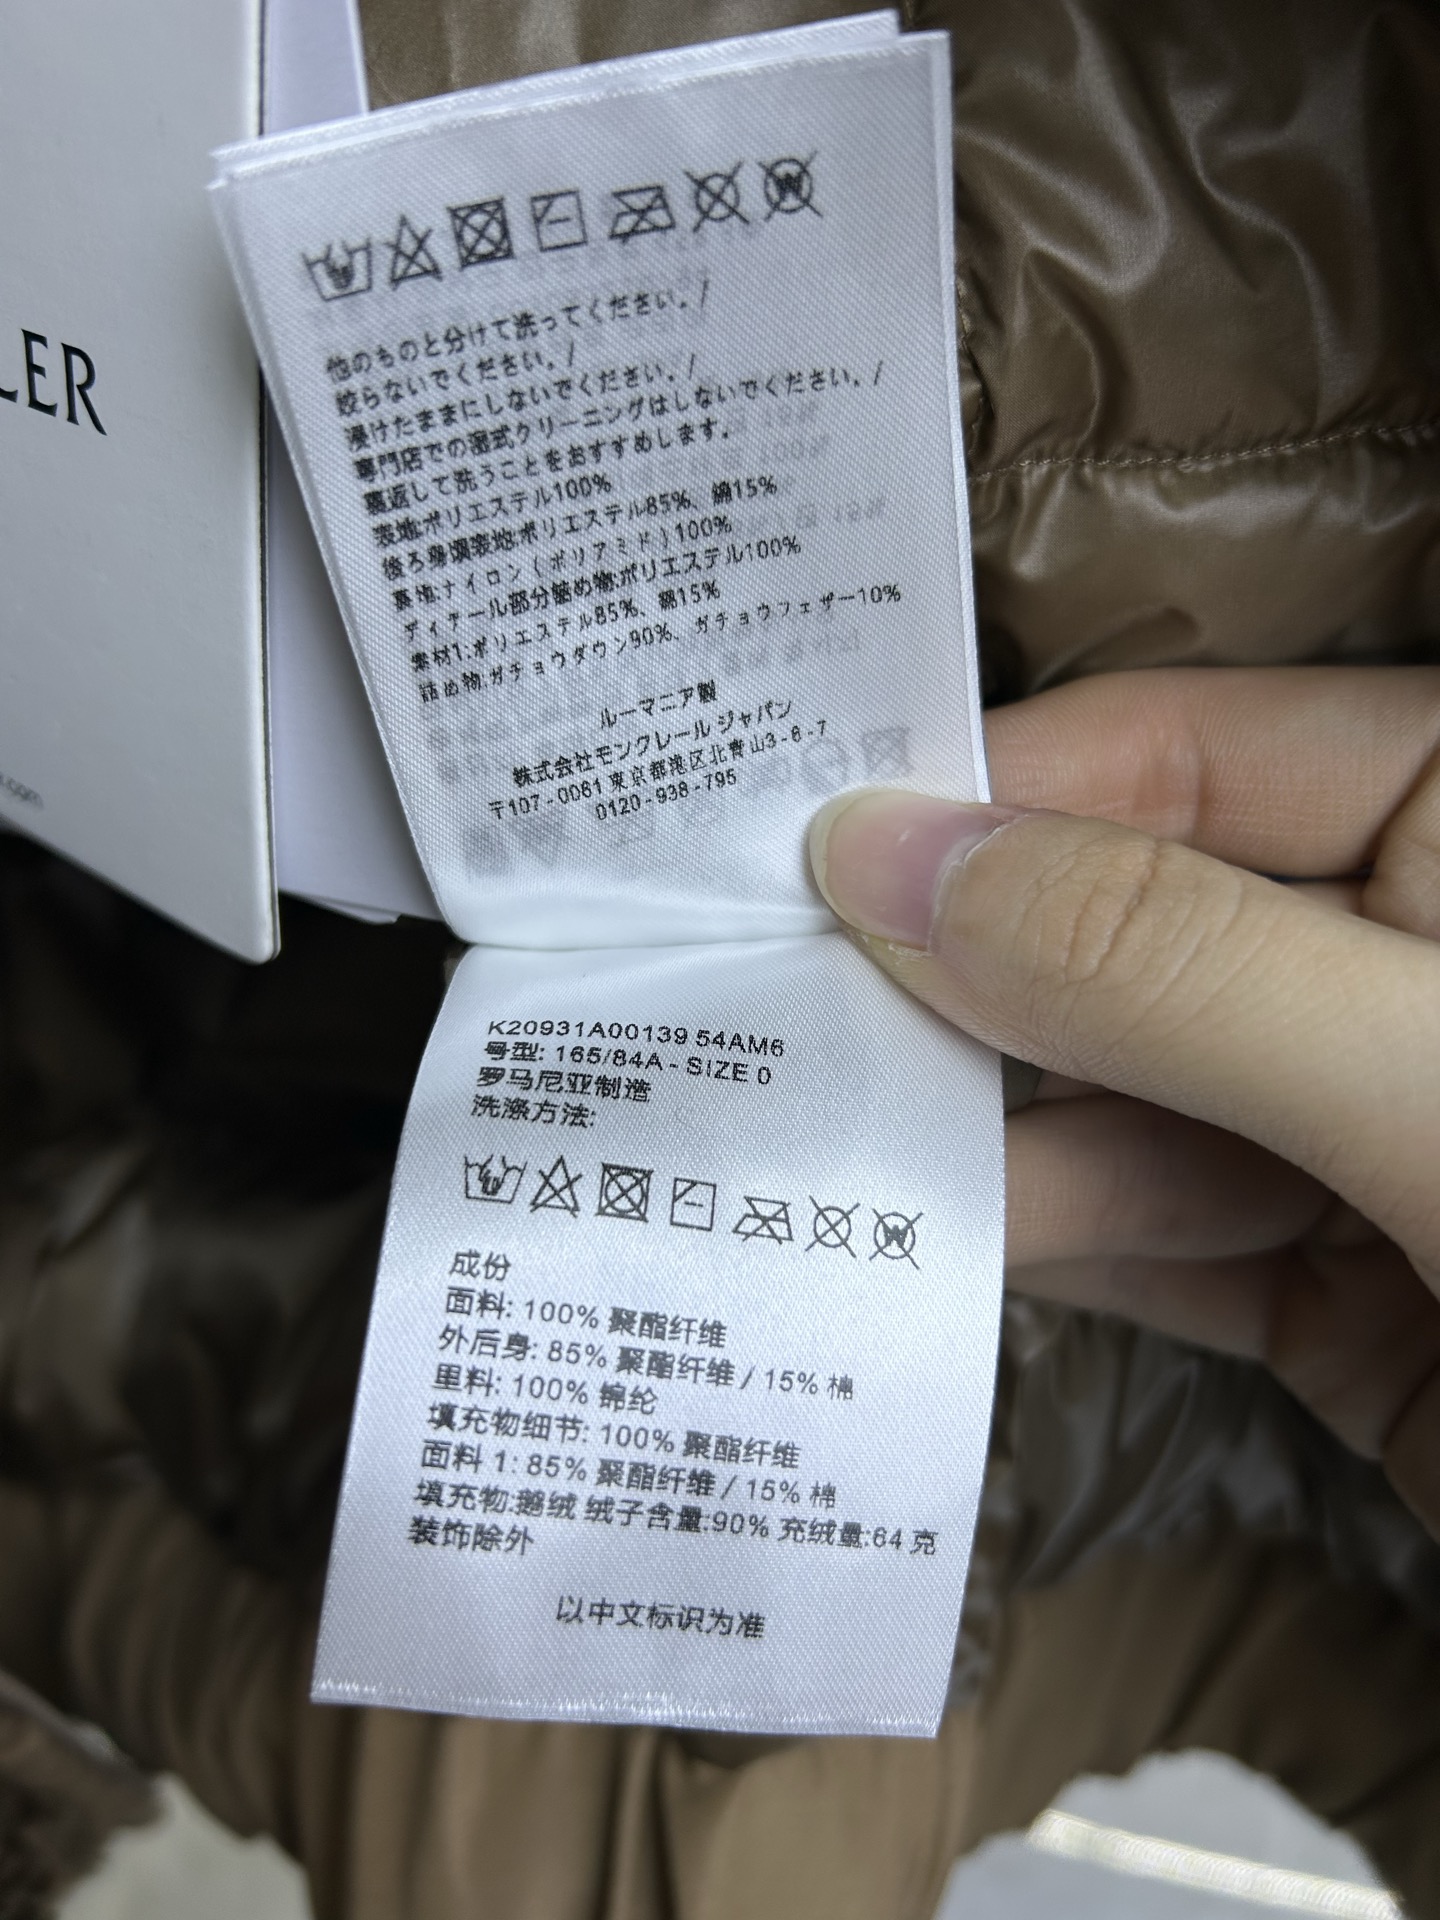 LER
他のものと分けて洗ってください。/
絞らないでください。/
浸けたままにしないでください。/
専門店での湿式クリーニングはしないでください。/
裏返して洗うことをおすすめします。
表地:ポリエステル100%
後ろ身頃表地:ポリエステル85%、綿15%
裏地:ナイロン(ポリアミド)100%
ディテール部分詰め物:ポリエステル100%
素材1:ポリエステル85%、綿15%
詰め物:ガチョウダウン90%、ガチョウフェザー10%
ルーマニア製
株式会社モンクレール ジャパン
〒107-0061 東京都港区北青山3-6-7
0120-938-795
K20931A00139 54AM6
号型: 165/84A - SIZE 0
罗马尼亚制造
洗涤方法:
成份
面料: 100% 聚酯纤维
外后身: 85% 聚酯纤维 / 15% 棉
里料: 100% 锦纶
填充物细节: 100% 聚酯纤维
面料 1: 85% 聚酯纤维 / 15% 棉
填充物:鹅绒 绒子含量:90% 充绒量:64 克
装饰除外
以中文标识为准